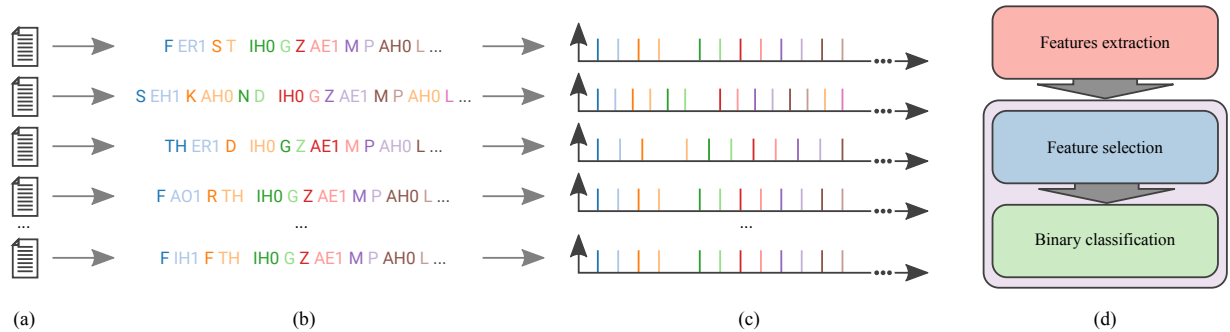 F ER1 S T IH0 G Z AE1 M P AH0 L ...
Features extraction
S EH1 K AH0 N D IH0 G Z AE1 M P AH0 L ...
TH ER1 D IH0 G Z AE1 M P AH0 L ...
Feature selection
F AO1 R TH IH0 G Z AE1 M P AH0 L ...
... ... ...
Binary classification
F IH1 F TH IH0 G Z AE1 M P AH0 L ...
(a) (b) (c) (d)